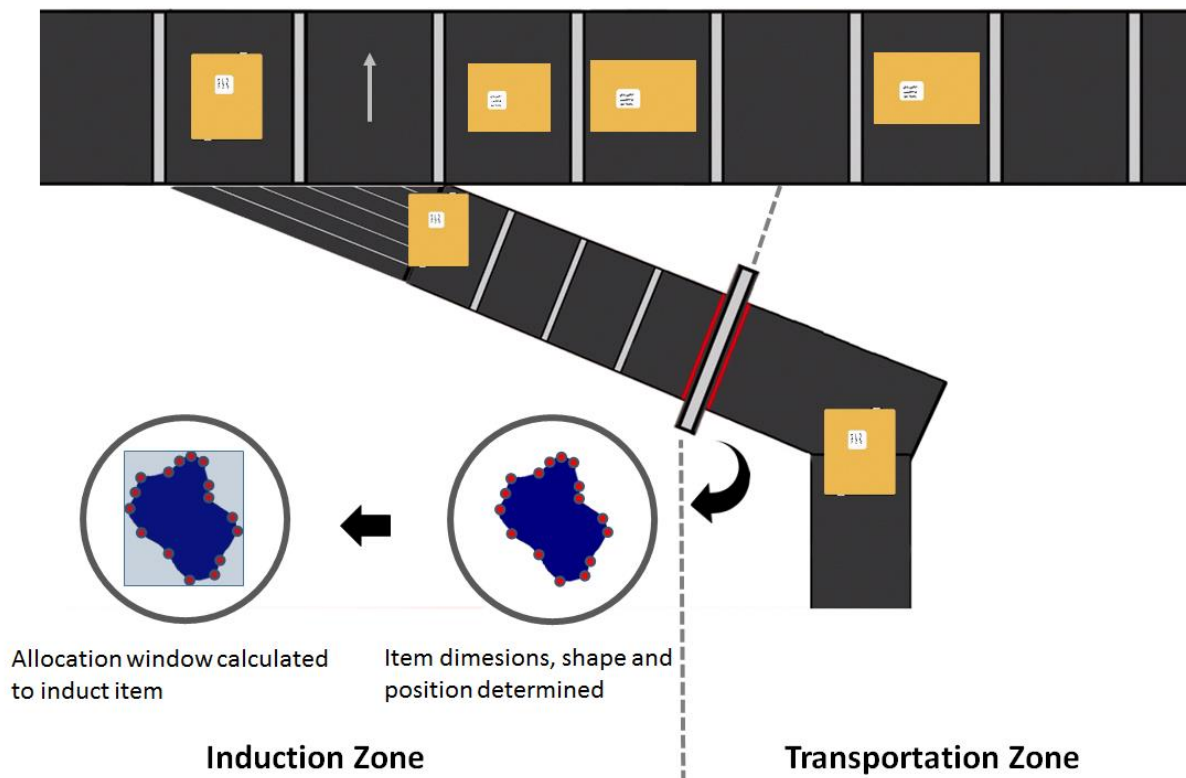 Allocation window calculated
to induct item
Item dimesions, shape and
position determined
Induction Zone
Transportation Zone